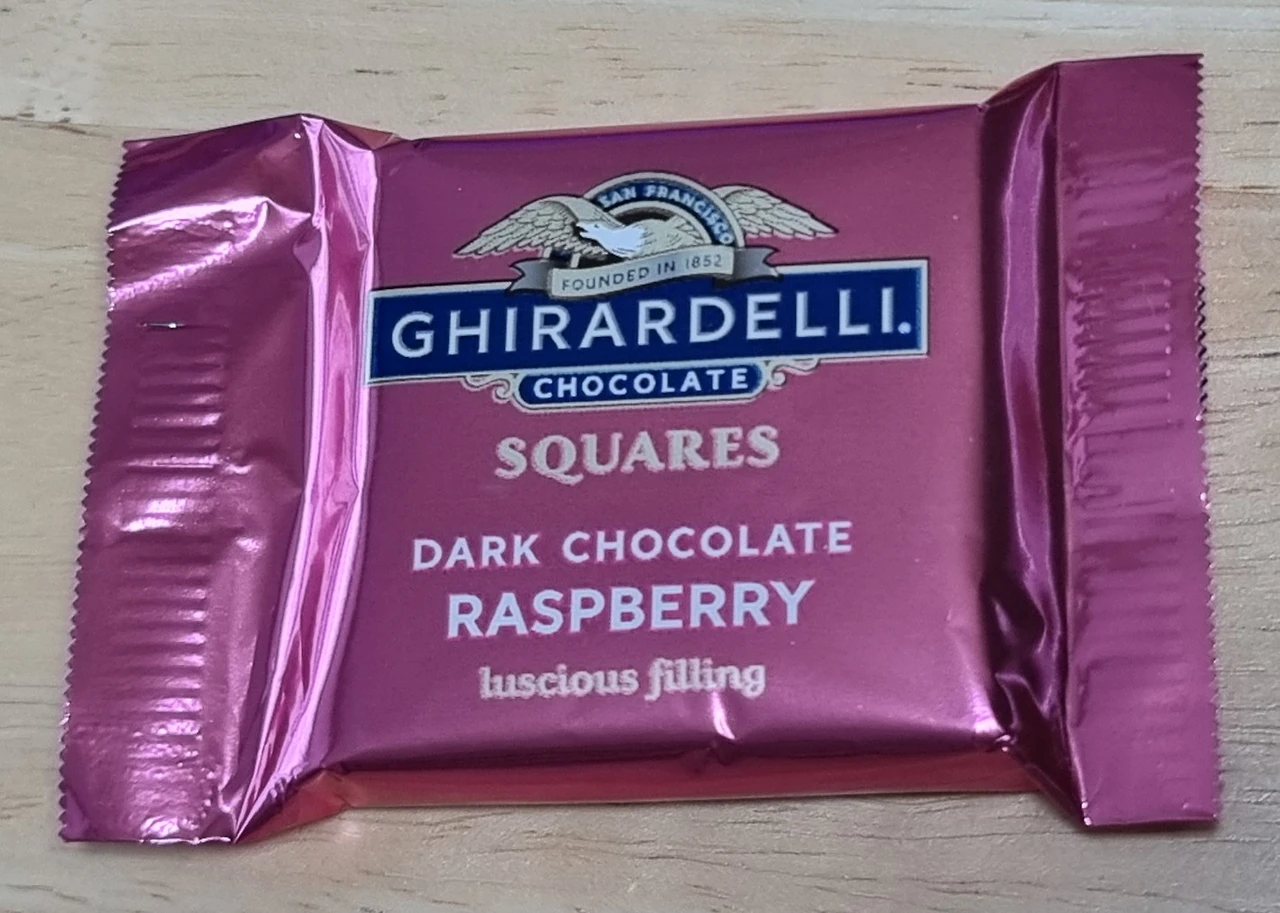 SAN FRANCISCO
FOUNDED IN 1852
GHIRARDELLI.
CHOCOLATE
SQUARES
DARK CHOCOLATE
RASPBERRY
luscious filling